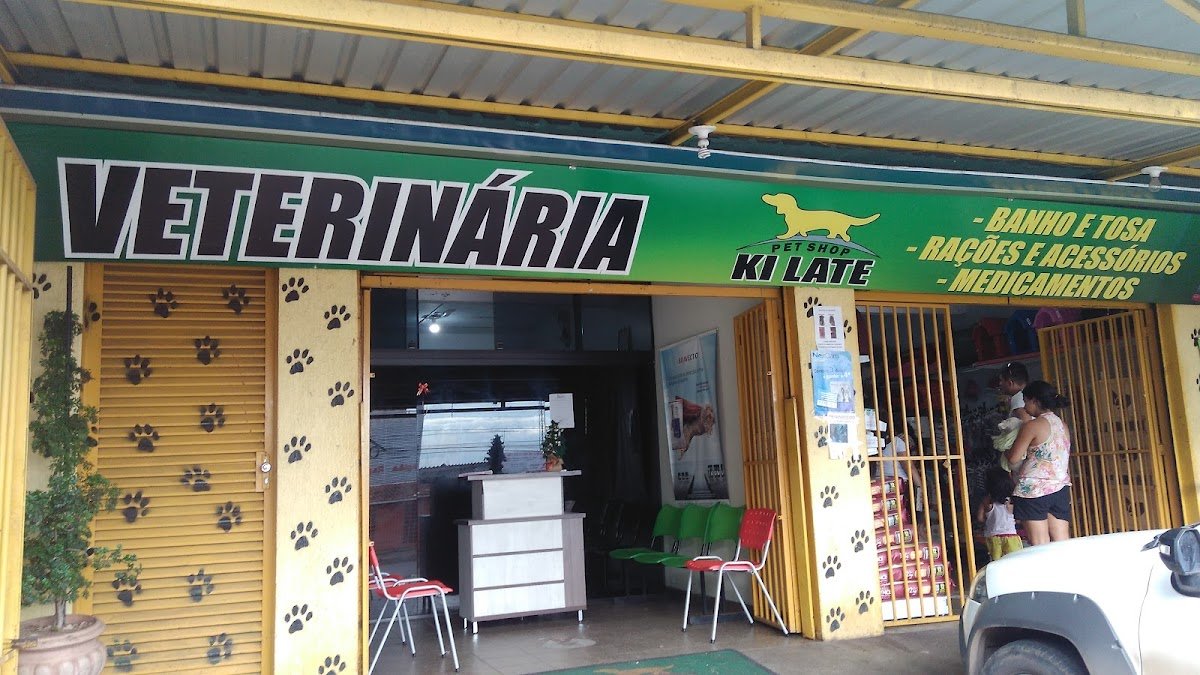 VETERINÁRIA
PET SHOP
KI LATE
- BANHO E TOSA
- RAÇÕES E ACESSÓRIOS
- MEDICAMENTOS